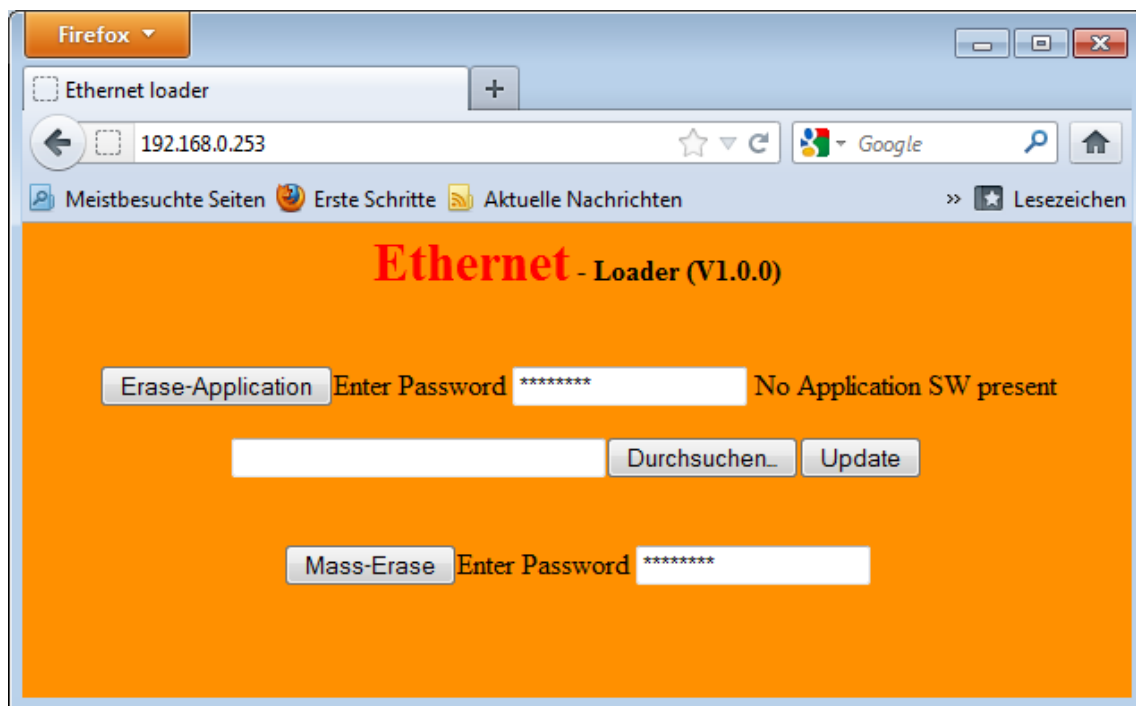 Firefox
Ethernet loader
192.168.0.253 Google
Meistbesuchte Seiten Erste Schritte Aktuelle Nachrichten » Lesezeichen
Ethernet - Loader (V1.0.0)
Erase-Application Enter Password ******** No Application SW present
Durchsuchen... Update
Mass-Erase Enter Password ********